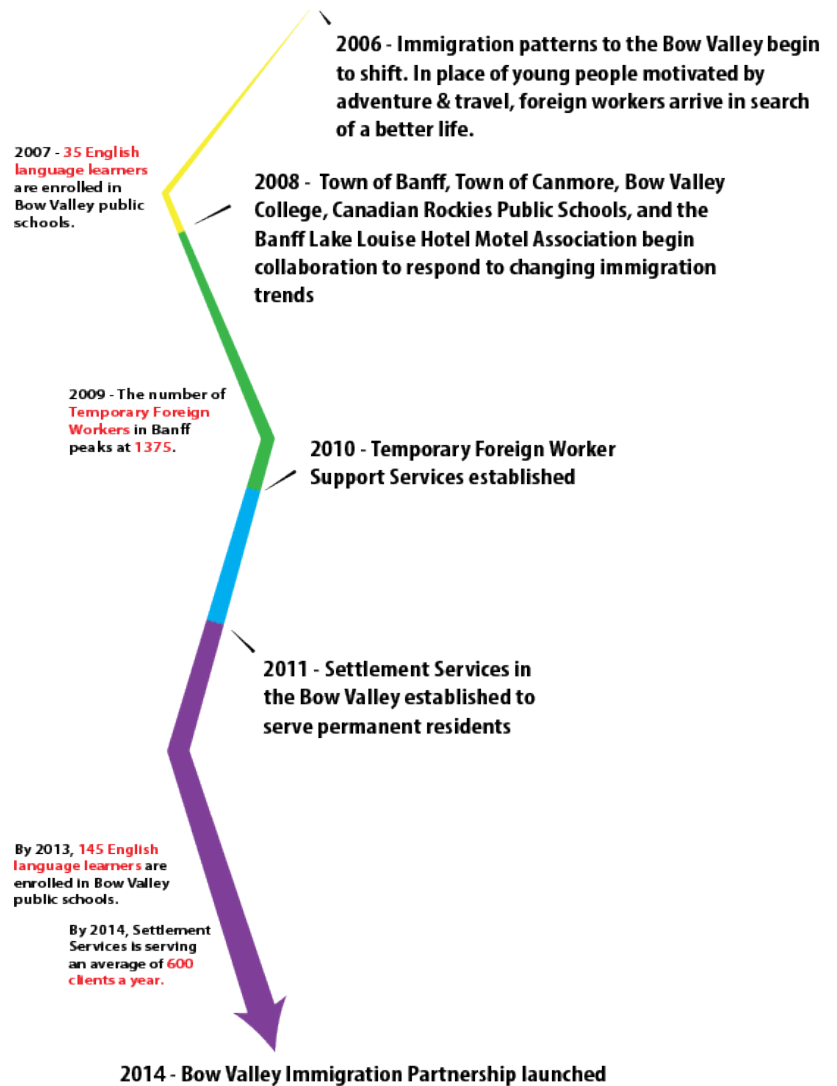 2006 - Immigration patterns to the Bow Valley begin
to shift. In place of young people motivated by
adventure & travel, foreign workers arrive in search
of a better life.
2007 - 35 English
language learners
are enrolled in
Bow Valley public
schools.
2008 - Town of Banff, Town of Canmore, Bow Valley
College, Canadian Rockies Public Schools, and the
Banff Lake Louise Hotel Motel Association begin
collaboration to respond to changing immigration
trends
2009 - The number of
Temporary Foreign
Workers in Banff
peaks at 1375.
2010 - Temporary Foreign Worker
Support Services established
2011 - Settlement Services in
the Bow Valley established to
serve permanent residents
By 2013, 145 English
language learners are
enrolled in Bow Valley
public schools.
By 2014, Settlement
Services is serving
an average of 600
clients a year.
2014 - Bow Valley Immigration Partnership launched